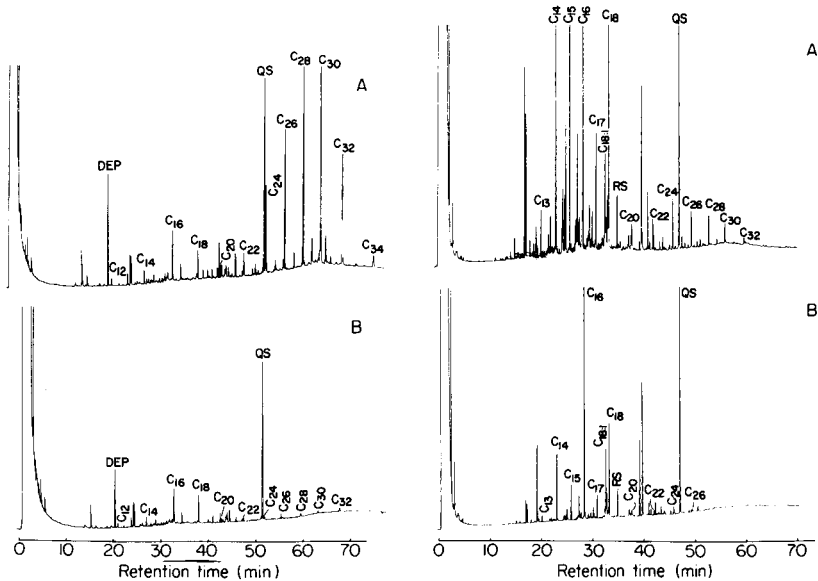 A
DEP
C12
C14
C16
C18
C20
C22
QS
C24
C26
C28
C30
C32
C34
B
DEP
C12
C14
C16
C18
C20
C22
QS
C24
C26
C28
C30
C32
0 10 20 30 40 50 60 70
Retention time (min)
A
C13
C14
C15
C16
C17
C18:1
C18
RS
C20
C22
C24
QS
C26
C28
C30
C32
B
C13
C14
C15
C16
C17
C18:1
C18
RS
C20
C22
C24
QS
C26
0 10 20 30 40 50 60 70
Retention time (min)